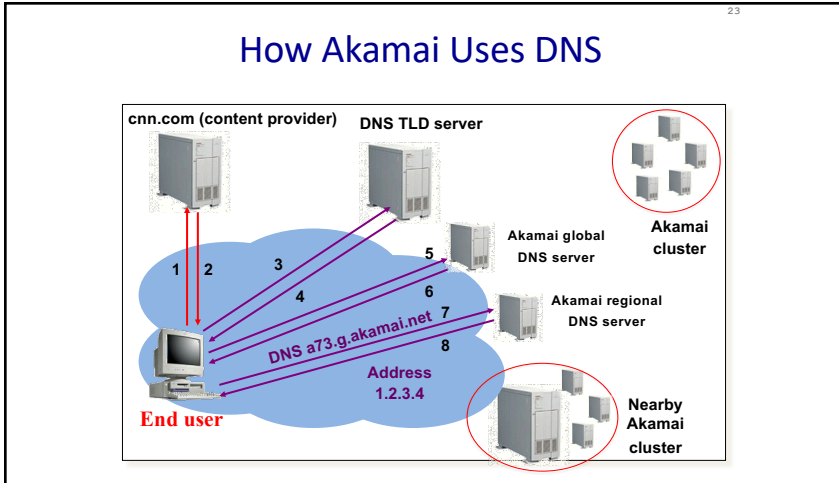 23
How Akamai Uses DNS
cnn.com (content provider)
DNS TLD server
Akamai
cluster
Akamai global
DNS server
1
2
3
4
5
6
Akamai regional
DNS server
7
8
DNS a73.g.akamai.net
Address
1.2.3.4
End user
Nearby
Akamai
cluster